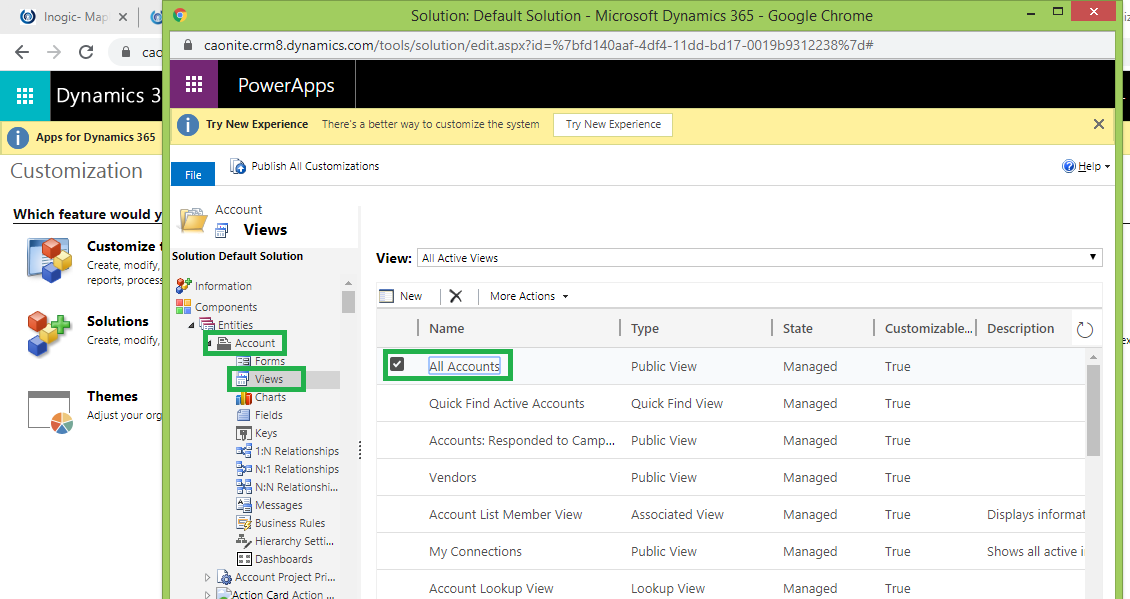 Inogic- Map
Solution: Default Solution - Microsoft Dynamics 365 - Google Chrome
cao
caonite.crm8.dynamics.com/tools/solution/edit.aspx?id=%7bfd140aaf-4df4-11dd-bd17-0019b9312238%7d#
Dynamics 3
PowerApps
Apps for Dynamics 365
Try New Experience There's a better way to customize the system Try New Experience
Customization
File
Publish All Customizations
Help
Which feature would y
Customize t
Create, modify,
reports, process
Solutions
Create, modify,
Themes
Adjust your org
Account
Views
Solution Default Solution
Information
Components
Entities
Account
Forms
Views
Charts
Fields
Keys
1:N Relationships
N:1 Relationships
N:N Relationshi...
Messages
Business Rules
Hierarchy Setti...
Dashboards
Account Project Pri...
Action Card Action ...
View: All Active Views
New More Actions
Name Type State Customizable... Description
All Accounts Public View Managed True
Quick Find Active Accounts Quick Find View Managed True
Accounts: Responded to Camp... Public View Managed True
Vendors Public View Managed True
Account List Member View Associated View Managed True Displays informat
My Connections Public View Managed True Shows all active i
Account Lookup View Lookup View Managed True